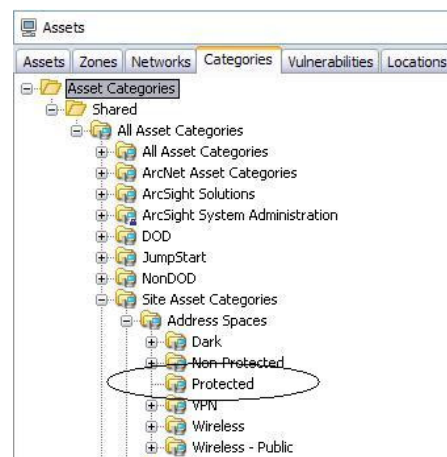 Assets
Assets Zones Networks Categories Vulnerabilities Locations
Asset Categories
Shared
All Asset Categories
All Asset Categories
ArcNet Asset Categories
ArcSight Solutions
ArcSight System Administration
DOD
JumpStart
NonDOD
Site Asset Categories
Address Spaces
Dark
Non-Protected
Protected
VPN
Wireless
Wireless - Public